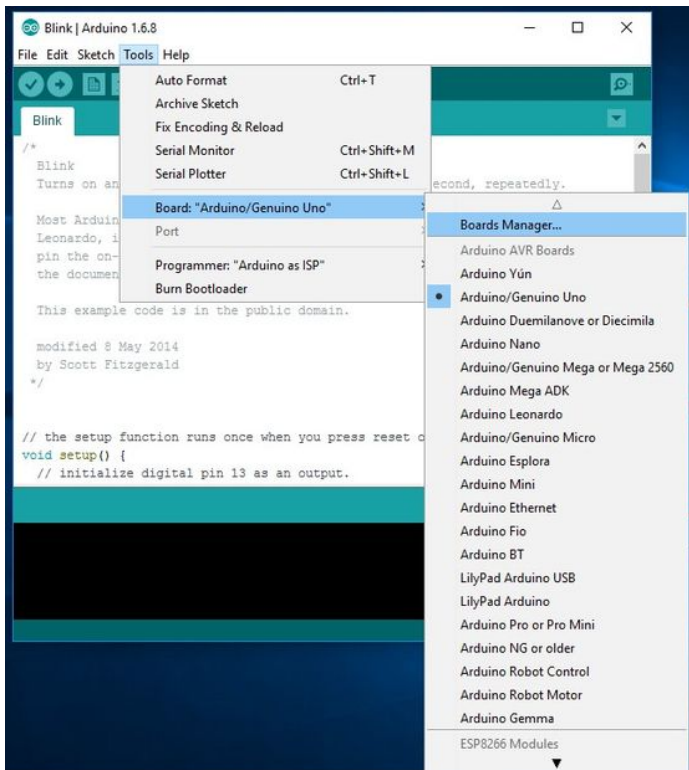 Blink | Arduino 1.6.8
File Edit Sketch Tools Help
Blink
Auto Format Ctrl+T
Archive Sketch
Fix Encoding & Reload
Serial Monitor Ctrl+Shift+M
Serial Plotter Ctrl+Shift+L
Board: "Arduino/Genuino Uno"
Port
Programmer: "Arduino as ISP"
Burn Bootloader
Boards Manager...
Arduino AVR Boards
Arduino Yún
Arduino/Genuino Uno
Arduino Duemilanove or Diecimila
Arduino Nano
Arduino/Genuino Mega or Mega 2560
Arduino Mega ADK
Arduino Leonardo
Arduino/Genuino Micro
Arduino Esplora
Arduino Mini
Arduino Ethernet
Arduino Fio
Arduino BT
LilyPad Arduino USB
LilyPad Arduino
Arduino Pro or Pro Mini
Arduino NG or older
Arduino Robot Control
Arduino Robot Motor
Arduino Gemma
ESP8266 Modules
/*
Blink
Turns on an econd, repeatedly.
Most Arduin
Leonardo, i
pin the on-
the documen
This example code is in the public domain.
modified 8 May 2014
by Scott Fitzgerald
*/
// the setup function runs once when you press reset o
void setup() {
// initialize digital pin 13 as an output.